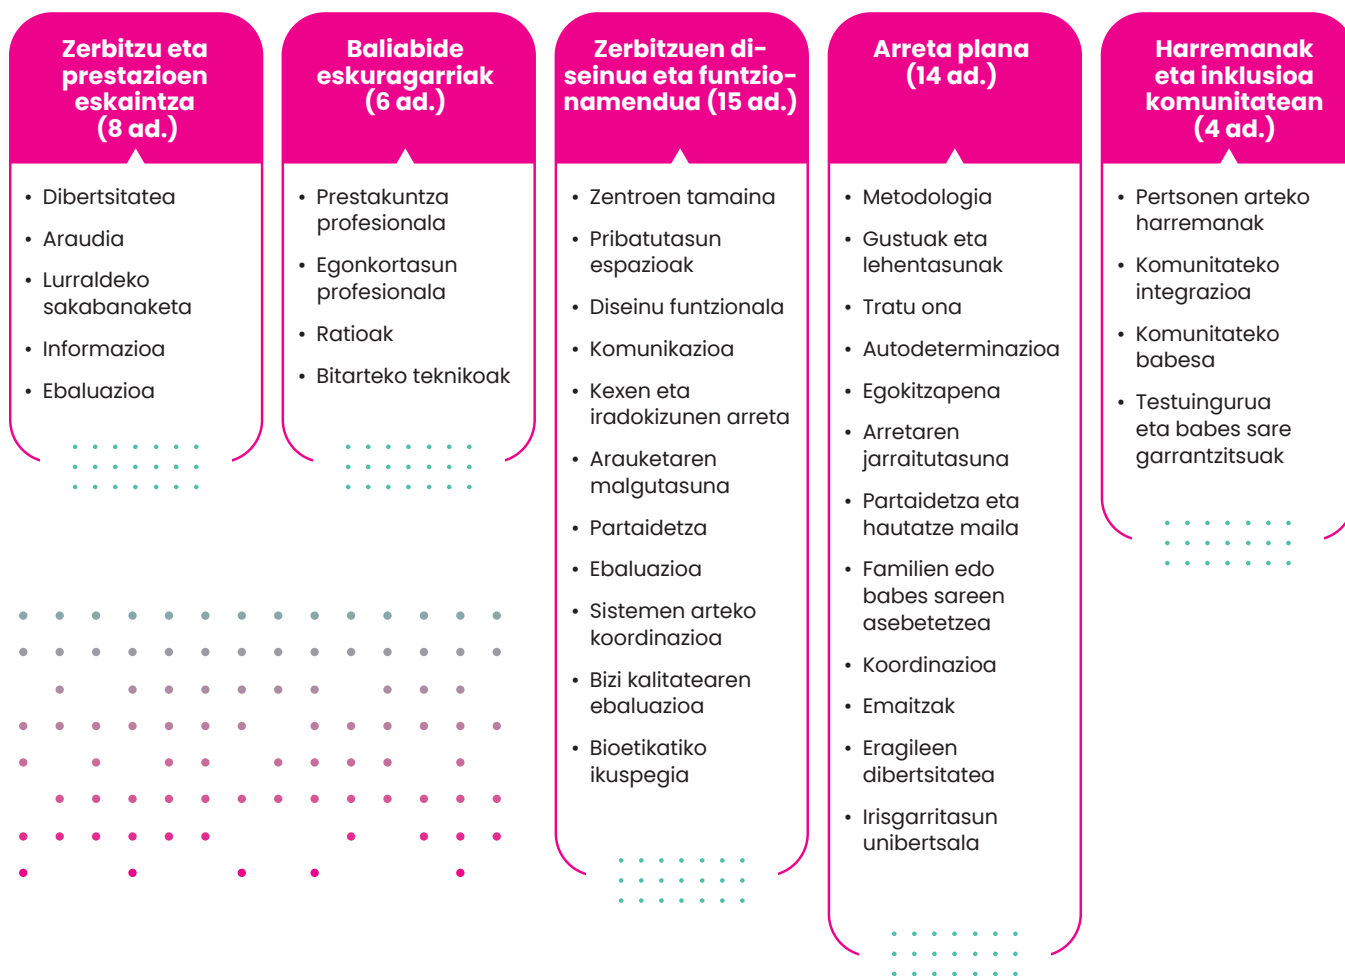 Zerbitzu eta
prestazioen
eskaintza
(8 ad.)
• Dibertsitatea
• Araudia
• Lurraldeko
sakabanaketa
• Informazioa
• Ebaluazioa
Baliabide
eskuragarriak
(6 ad.)
• Prestakuntza
profesionala
• Egonkortasun
profesionala
• Ratioak
• Bitarteko teknikoak
Zerbitzuen di-
seinua eta funtzio-
namendua (15 ad.)
• Zentroen tamaina
• Pribatutasun
espazioak
• Diseinu funtzionala
• Komunikazioa
• Kexen eta
iradokizunen arreta
• Arauketaren
malgutasuna
• Partaidetza
• Ebaluazioa
• Sistemen arteko
koordinazioa
• Bizi kalitatearen
ebaluazioa
• Bioetikatiko
ikuspegia
Arreta plana
(14 ad.)
• Metodologia
• Gustuak eta
lehentasunak
• Tratu ona
• Autodeterminazioa
• Egokitzapena
• Arretaren
jarraitutasuna
• Partaidetza eta
hautatze maila
• Familien edo
babes sareen
asebetetzea
• Koordinazioa
• Emaitzak
• Eragileen
dibertsitatea
• Irisgarritasun
unibertsala
Harremanak
eta inklusioa
komunitatean
(4 ad.)
• Pertsonen arteko
harremanak
• Komunitateko
integrazioa
• Komunitateko
babesa
• Testuingurua
eta babes sare
garrantzitsuak